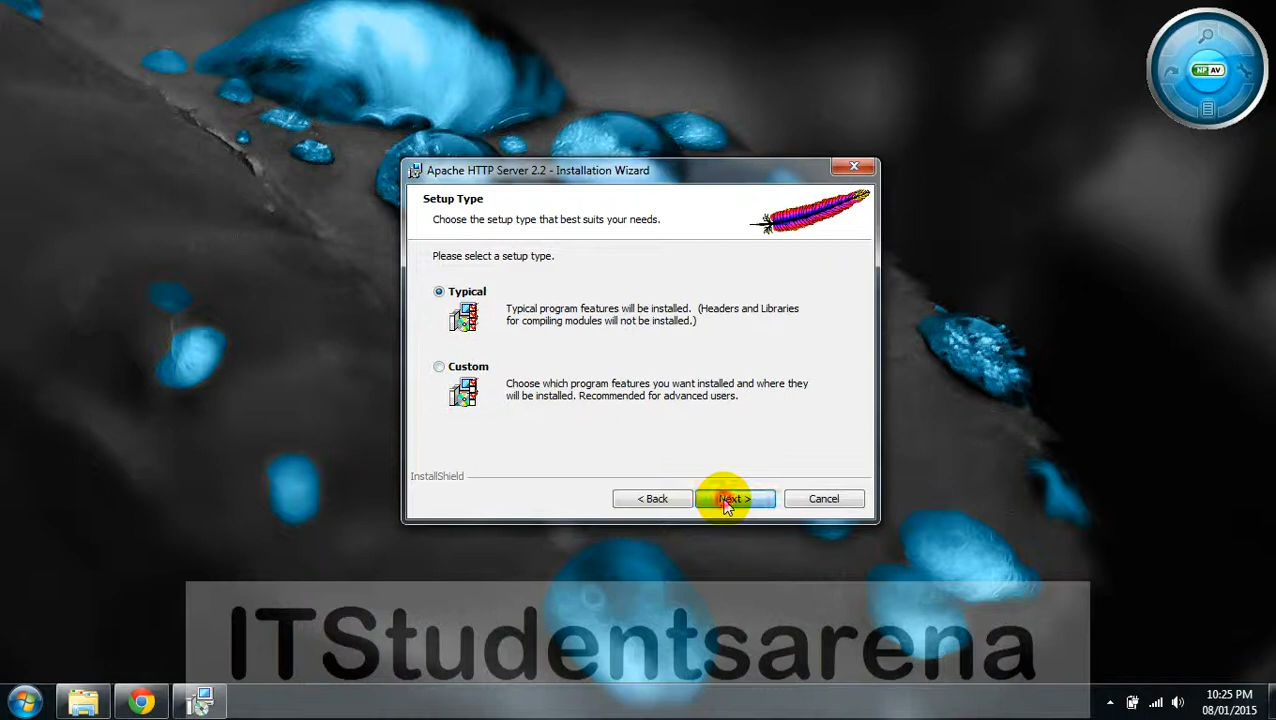 NP AV
Apache HTTP Server 2.2 - Installation Wizard
Setup Type
Choose the setup type that best suits your needs.
Please select a setup type.
Typical
Typical program features will be installed. (Headers and Libraries
for compiling modules will not be installed.)
Custom
Choose which program features you want installed and where they
will be installed. Recommended for advanced users.
InstallShield
< Back
Next >
Cancel
ITStudentsarena
10:25 PM
08/01/2015